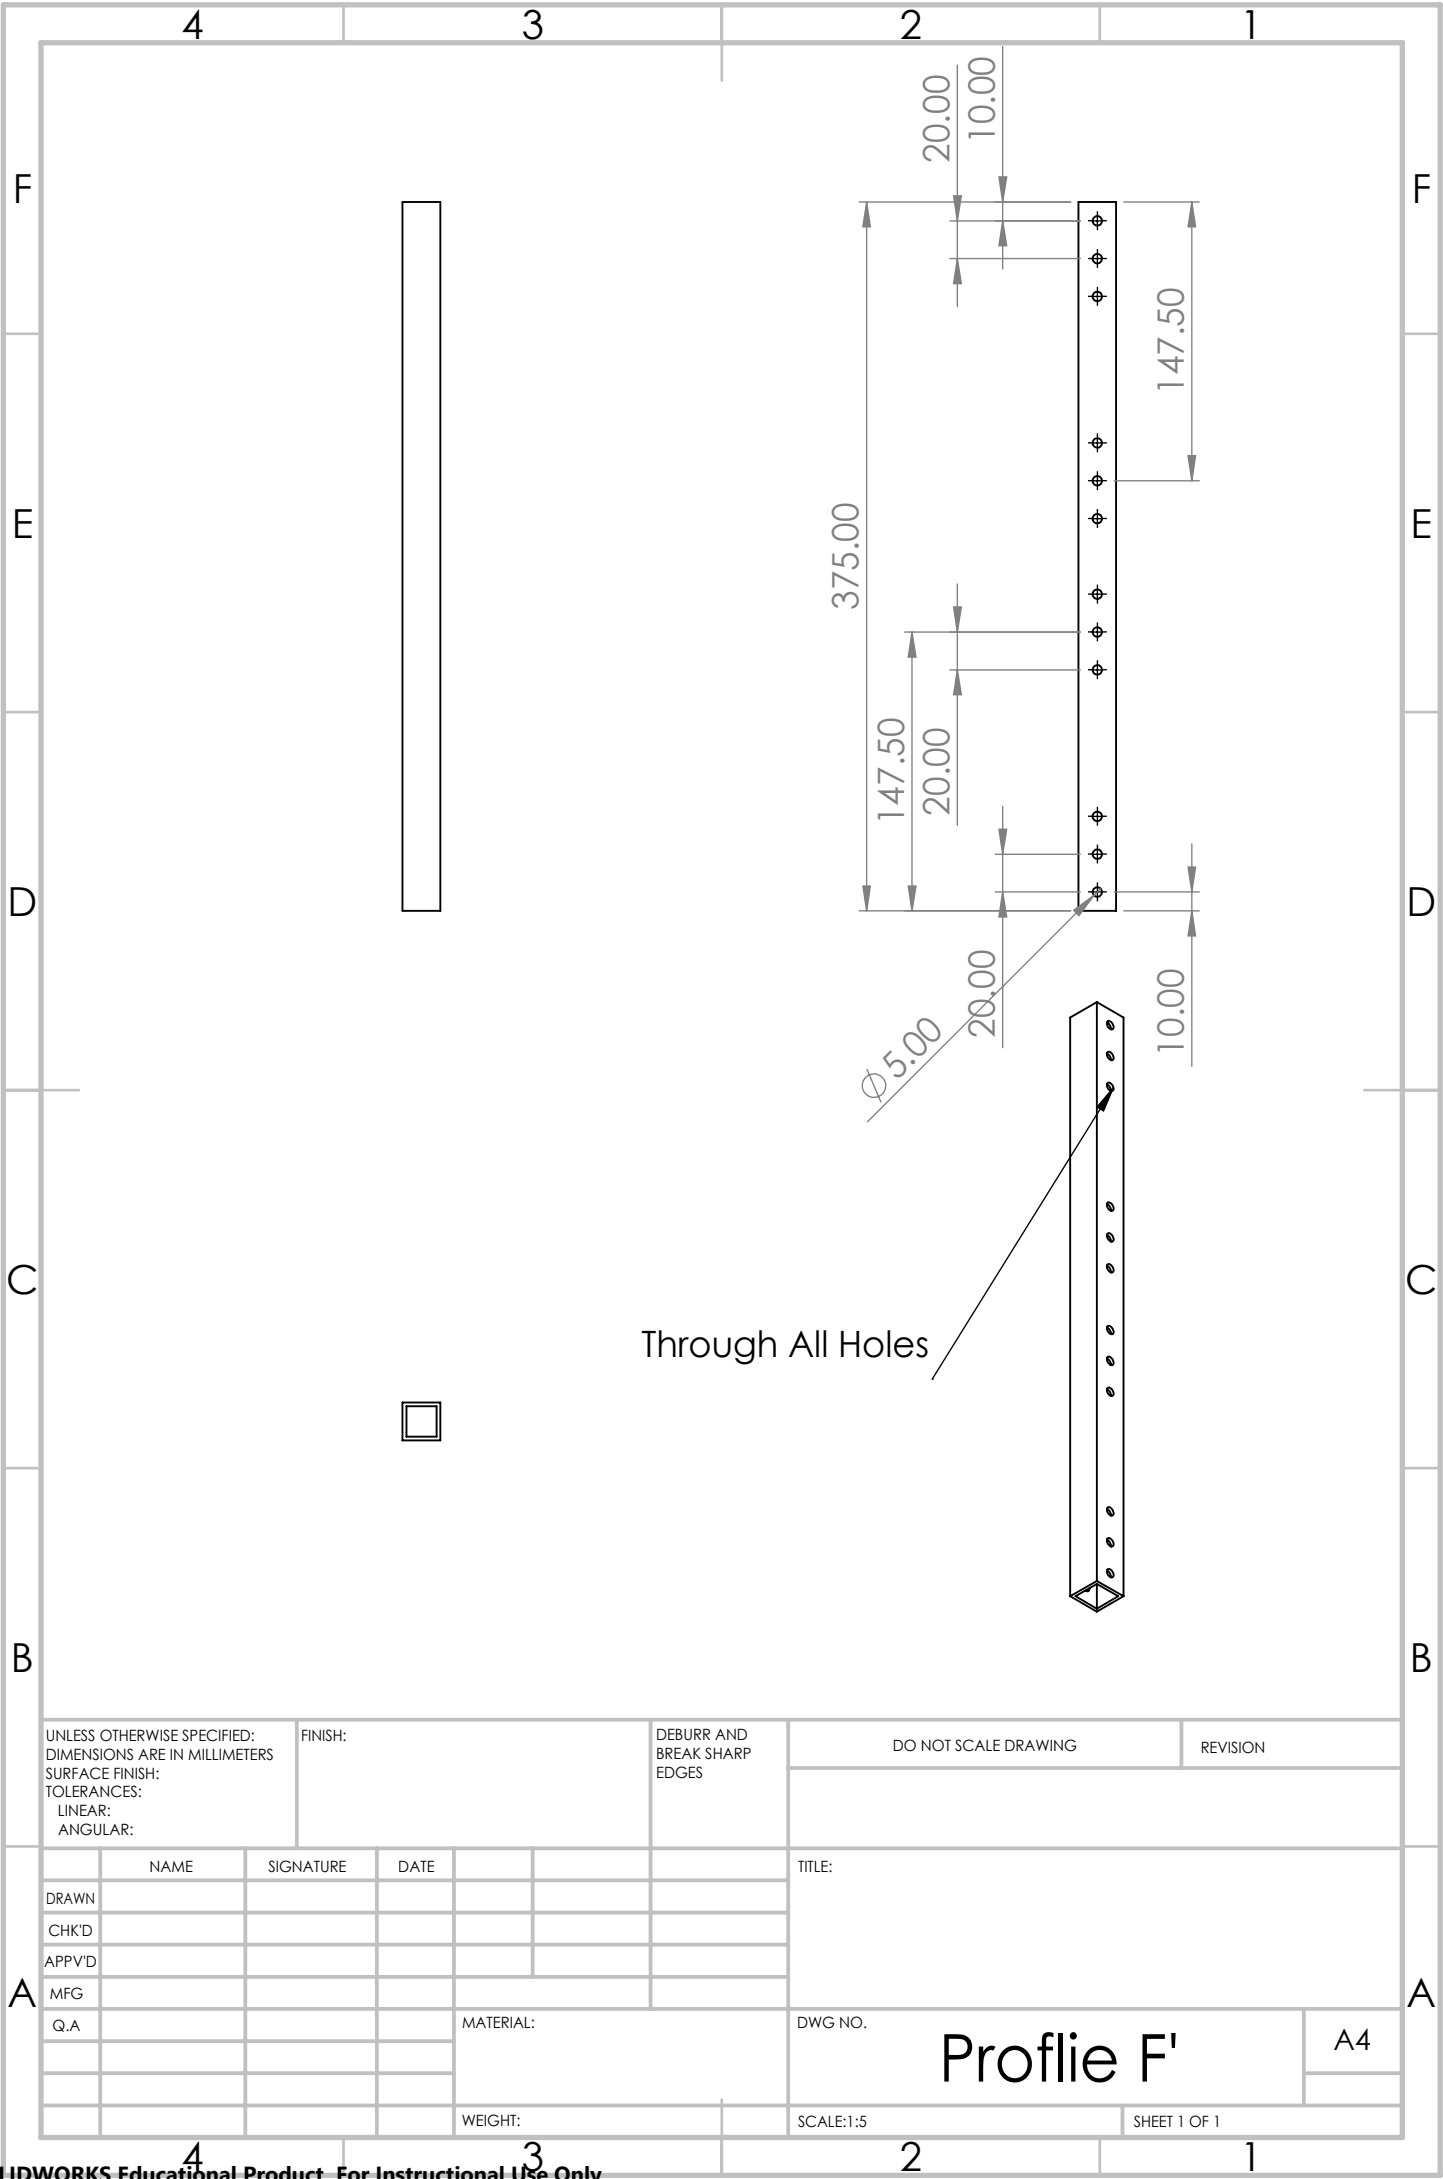 4 3 2 1
F F
E E
D D
C C
B B
A A
20.00
10.00
147.50
375.00
147.50
20.00
20.00
10.00
∅ 5.00
Through All Holes
UNLESS OTHERWISE SPECIFIED:
DIMENSIONS ARE IN MILLIMETERS
SURFACE FINISH:
TOLERANCES:
LINEAR:
ANGULAR:
FINISH:
DEBURR AND
BREAK SHARP
EDGES
DO NOT SCALE DRAWING
REVISION
NAME SIGNATURE DATE
DRAWN
CHK'D
APPV'D
MFG
Q.A
MATERIAL:
WEIGHT:
TITLE:
DWG NO.
Proflie F'
A4
SCALE:1:5
SHEET 1 OF 1
4 3 2 1
LIDWORKS Educational Product. For Instructional Use Only.